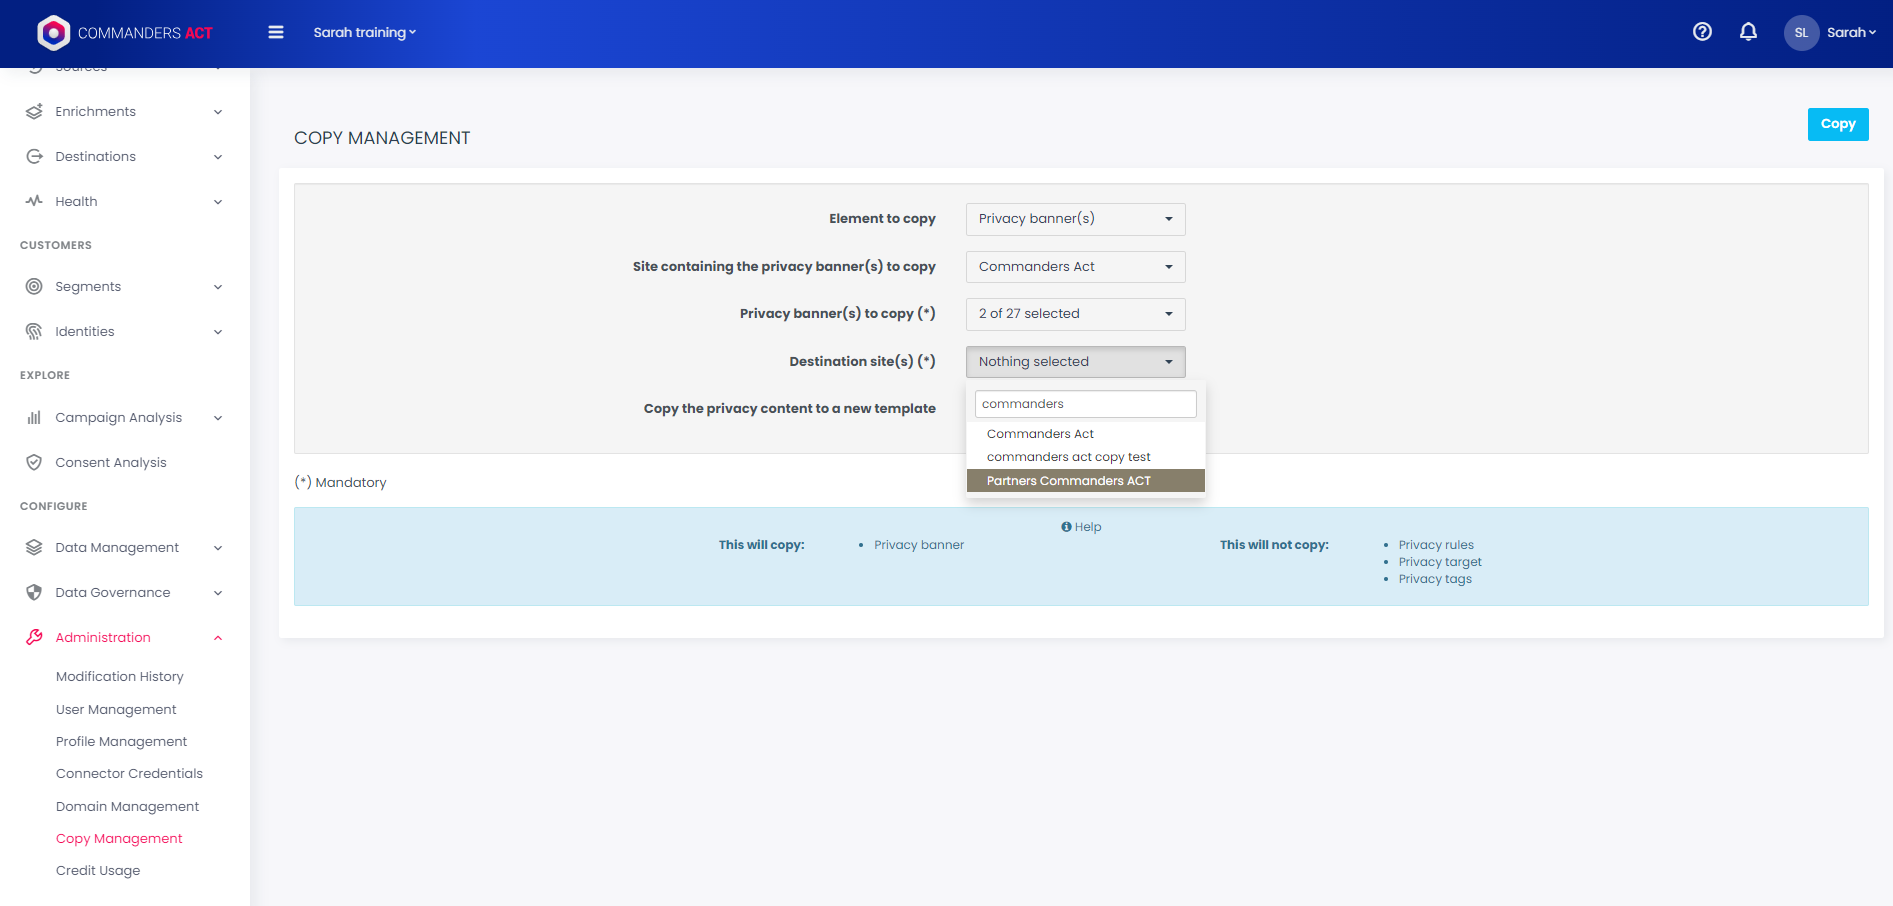 COMMANDERS ACT
Sarah training
SL
Sarah
Sources
Enrichments
Destinations
Health
CUSTOMERS
Segments
Identities
EXPLORE
Campaign Analysis
Consent Analysis
CONFIGURE
Data Management
Data Governance
Administration
Modification History
User Management
Profile Management
Connector Credentials
Domain Management
Copy Management
Credit Usage
COPY MANAGEMENT
Copy
Element to copy
Privacy banner(s)
Site containing the privacy banner(s) to copy
Commanders Act
Privacy banner(s) to copy (*)
2 of 27 selected
Destination site(s) (*)
Nothing selected
commanders
Commanders Act
commanders act copy test
Partners Commanders ACT
Copy the privacy content to a new template
(*) Mandatory
Help
This will copy:
• Privacy banner
This will not copy:
• Privacy rules
• Privacy target
• Privacy tags